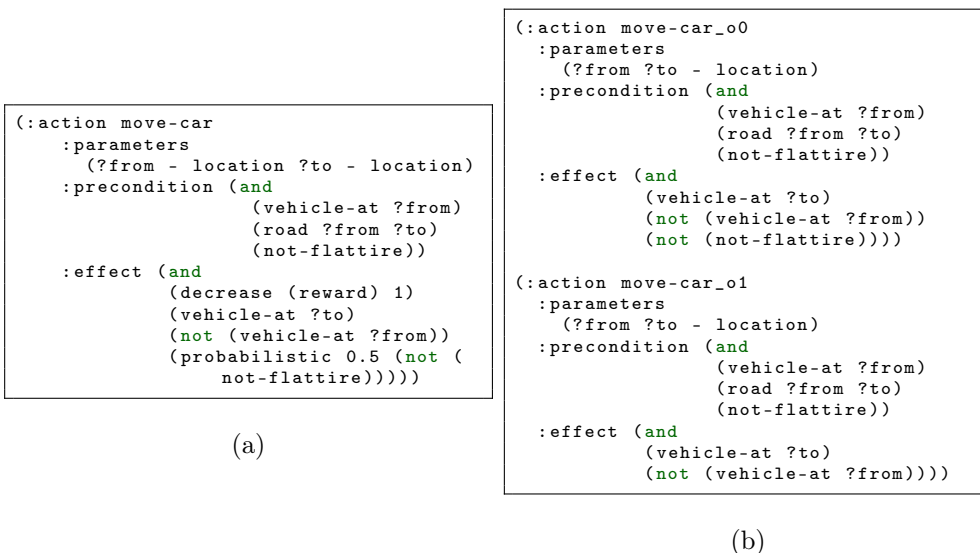 (:action move-car
:parameters
(?from - location ?to - location)
:precondition (and
(vehicle-at ?from)
(road ?from ?to)
(not-flattire))
:effect (and
(decrease (reward) 1)
(vehicle-at ?to)
(not (vehicle-at ?from))
(probabilistic 0.5 (not (
not-flattire)))))
(a)
(:action move-car_o0
:parameters
(?from ?to - location)
:precondition (and
(vehicle-at ?from)
(road ?from ?to)
(not-flattire))
:effect (and
(vehicle-at ?to)
(not (vehicle-at ?from))
(not (not-flattire))))
(:action move-car_o1
:parameters
(?from ?to - location)
:precondition (and
(vehicle-at ?from)
(road ?from ?to)
(not-flattire))
:effect (and
(vehicle-at ?to)
(not (vehicle-at ?from))))
(b)